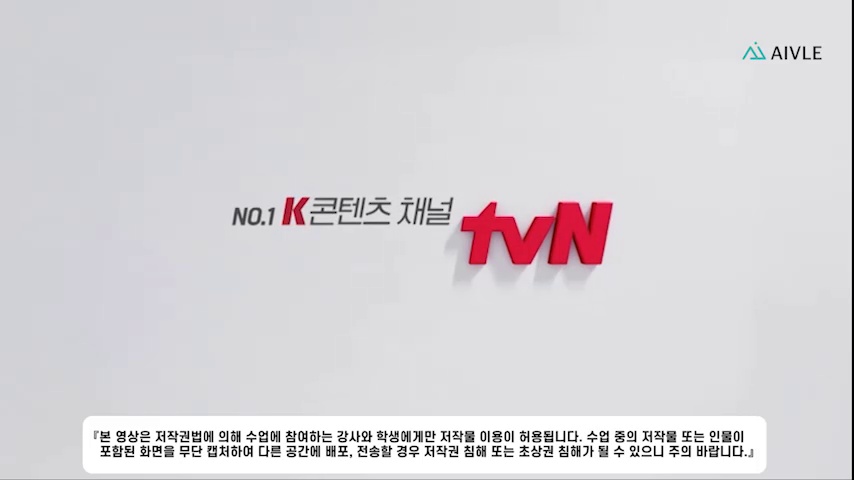 AIVLE
NO.1 K콘텐츠 채널 tvN
『본 영상은 저작권법에 의해 수업에 참여하는 강사와 학생에게만 저작물 이용이 허용됩니다. 수업 중의 저작물 또는 인물이
포함된 화면을 무단 캡처하여 다른 공간에 배포, 전송할 경우 저작권 침해 또는 초상권 침해가 될 수 있으니 주의 바랍니다.』